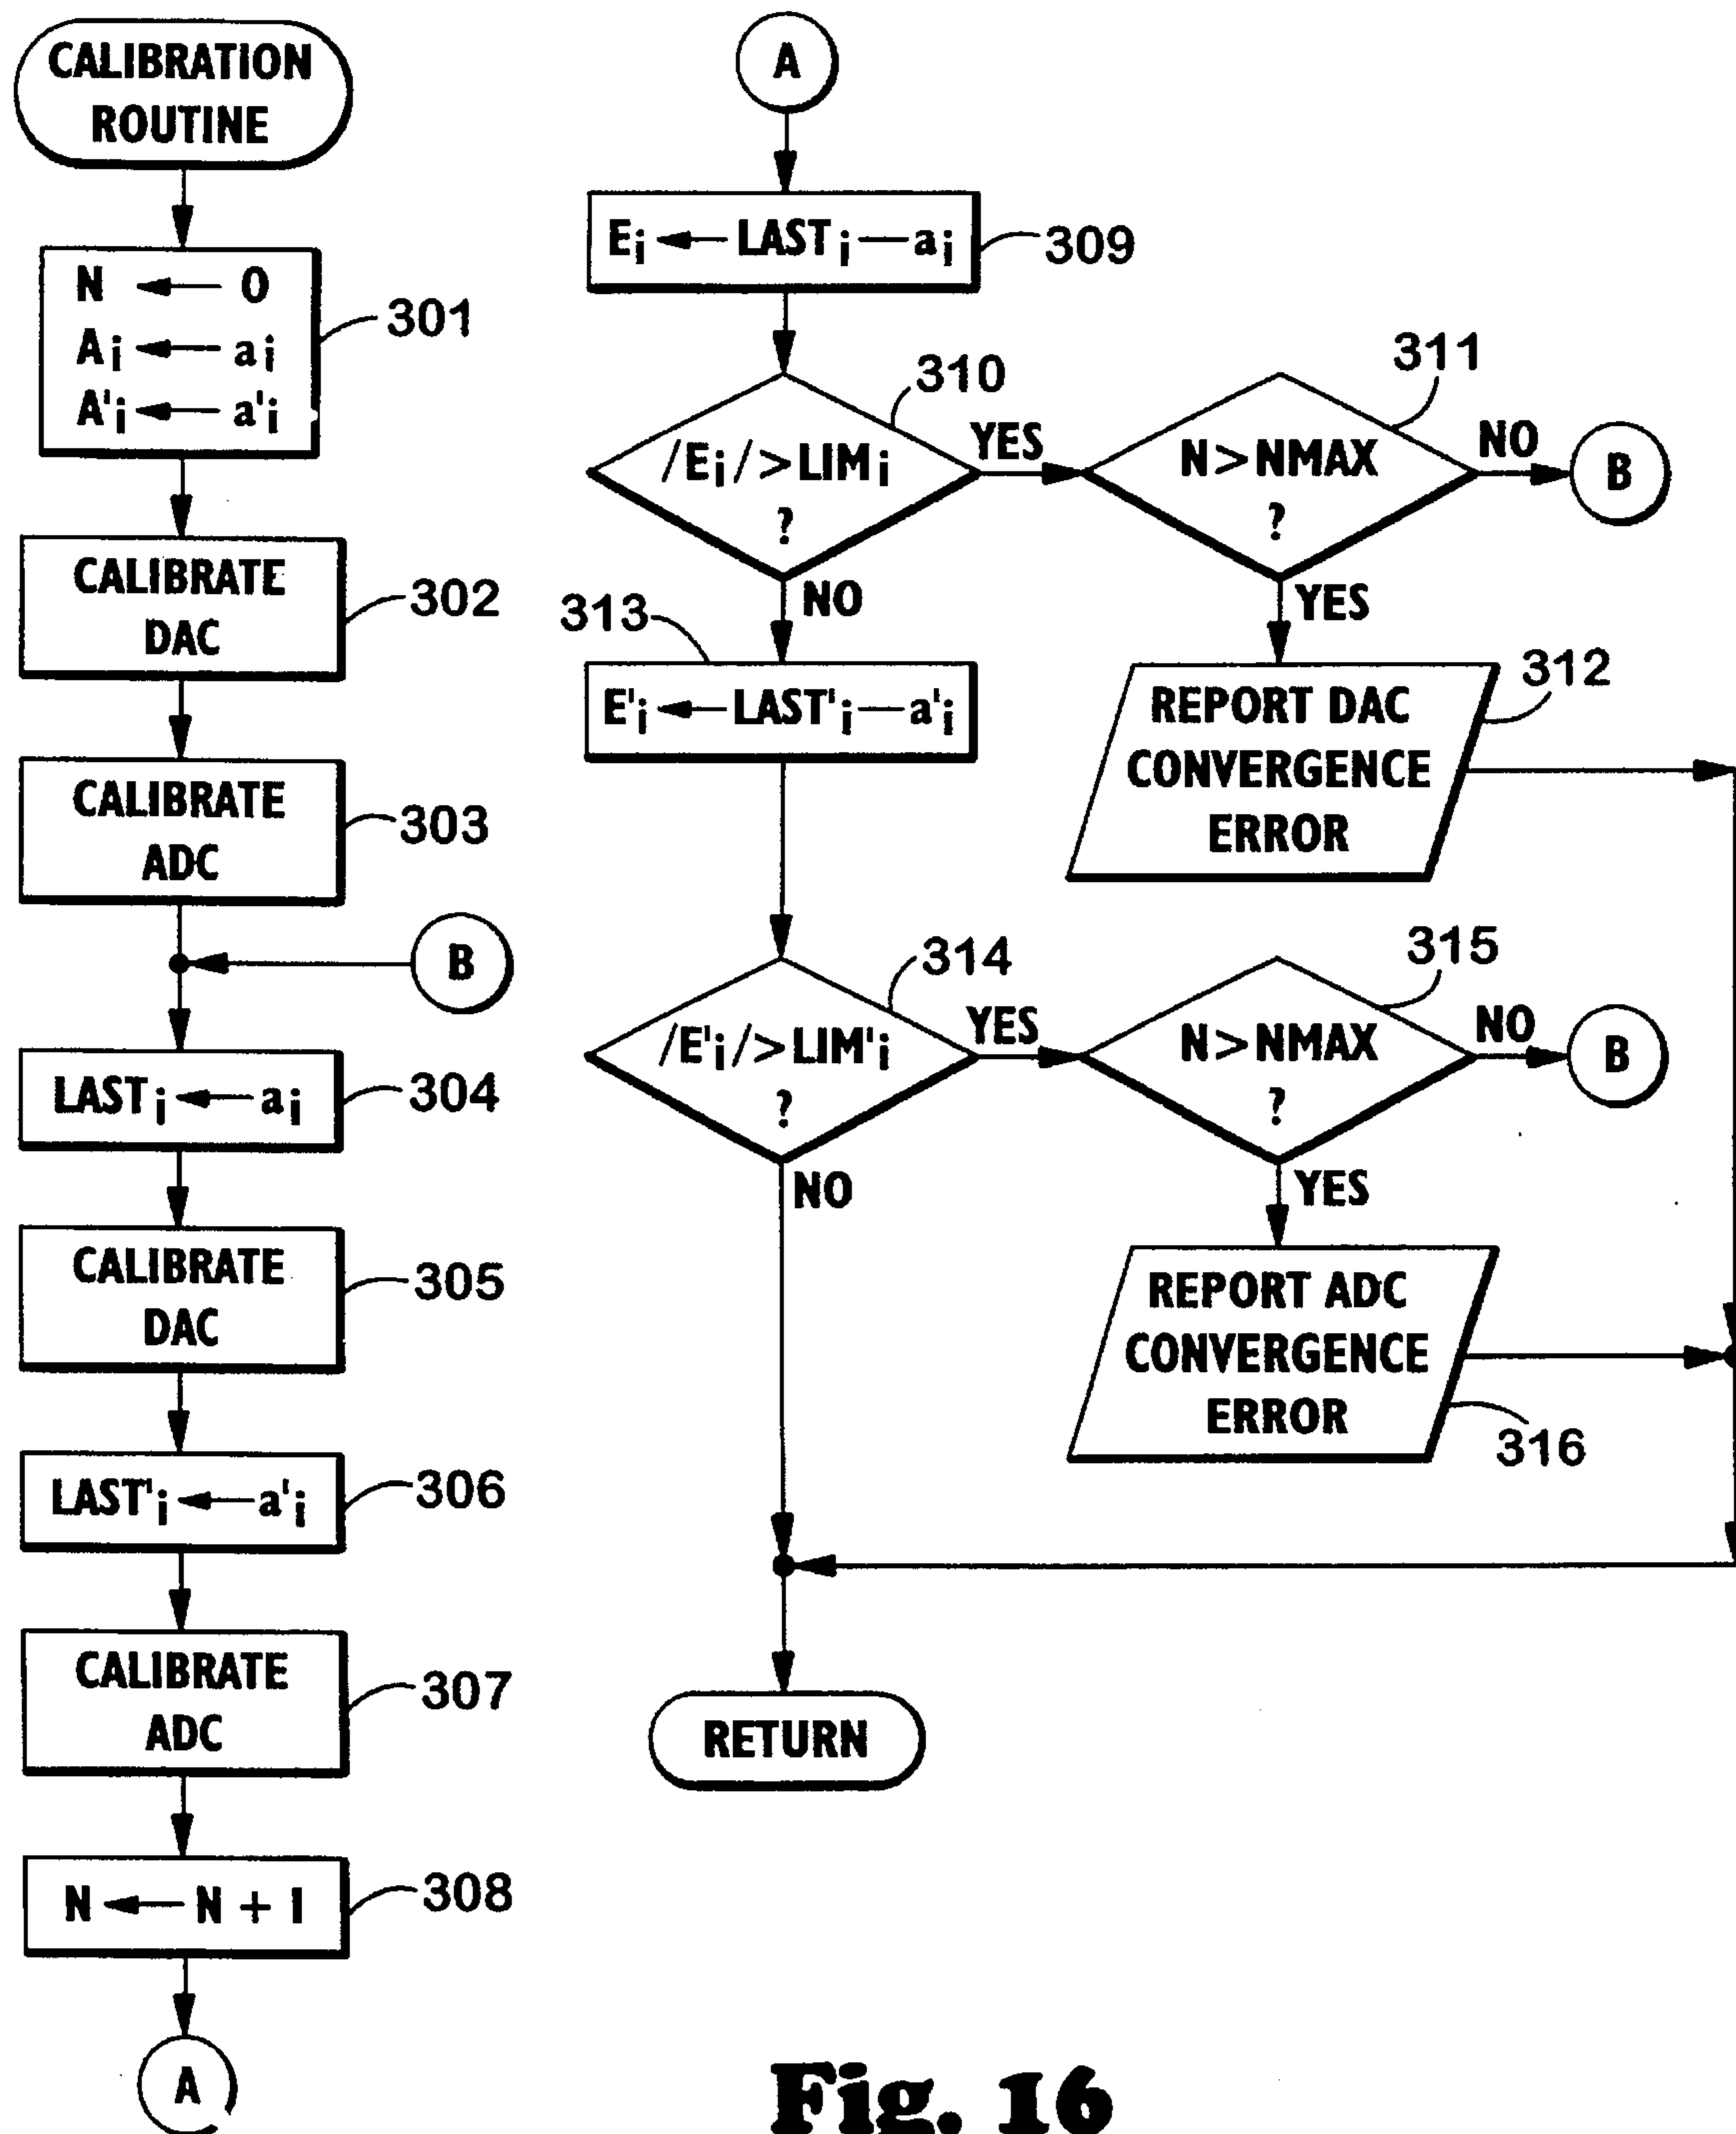 CALIBRATION
ROUTINE
N ← 0
Ai ← ai
A'i ← a'i
301
CALIBRATE
DAC
302
CALIBRATE
ADC
303
B
LASTi ← ai
304
CALIBRATE
DAC
305
LAST'i ← a'i
306
CALIBRATE
ADC
307
N ← N + 1
308
A
A
Ei ← LASTi — ai
309
310
/Ei/>LIMi
?
YES
NO
311
N>NMAX
?
NO
B
YES
312
REPORT DAC
CONVERGENCE
ERROR
313
E'i ← LAST'i — a'i
314
/E'i/>LIM'i
?
YES
NO
315
N>NMAX
?
NO
B
YES
REPORT ADC
CONVERGENCE
ERROR
316
RETURN
Fig. 16